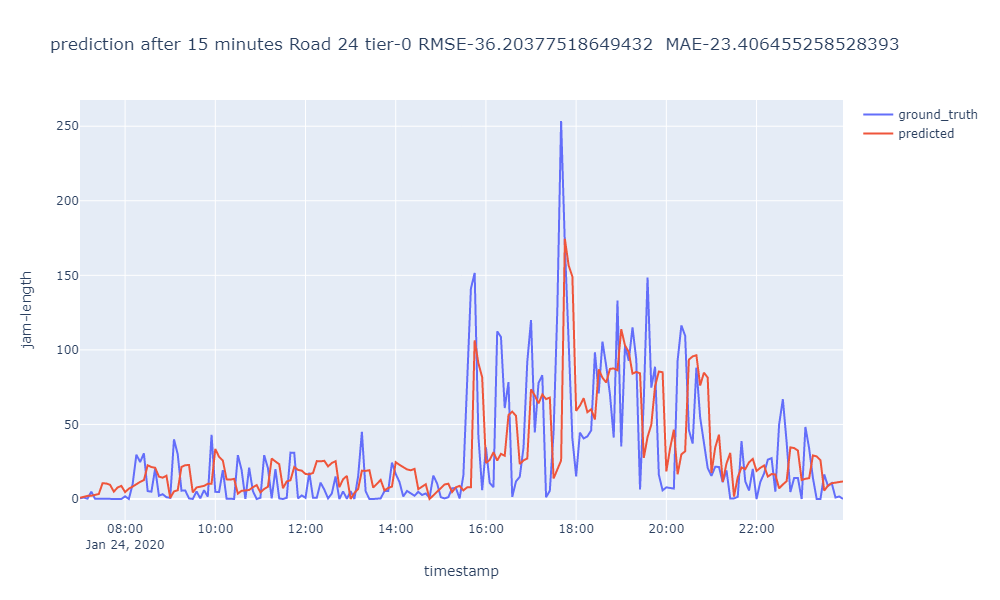 prediction after 15 minutes Road 24 tier-0 RMSE-36.20377518649432  MAE-23.406455258528393
ground_truth
predicted
250
200
150
100
50
0
jam-length
08:00 10:00 12:00 14:00 16:00 18:00 20:00 22:00
Jan 24, 2020
timestamp